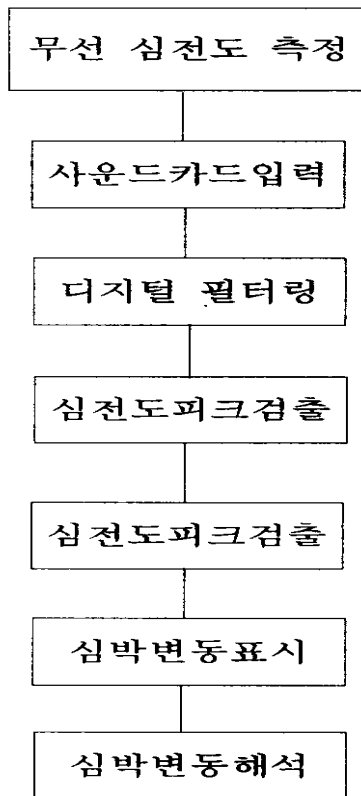 무선 심전도 측정
사운드카드입력
디지털 필터링
심전도피크검출
심전도피크검출
심박변동표시
심박변동해석